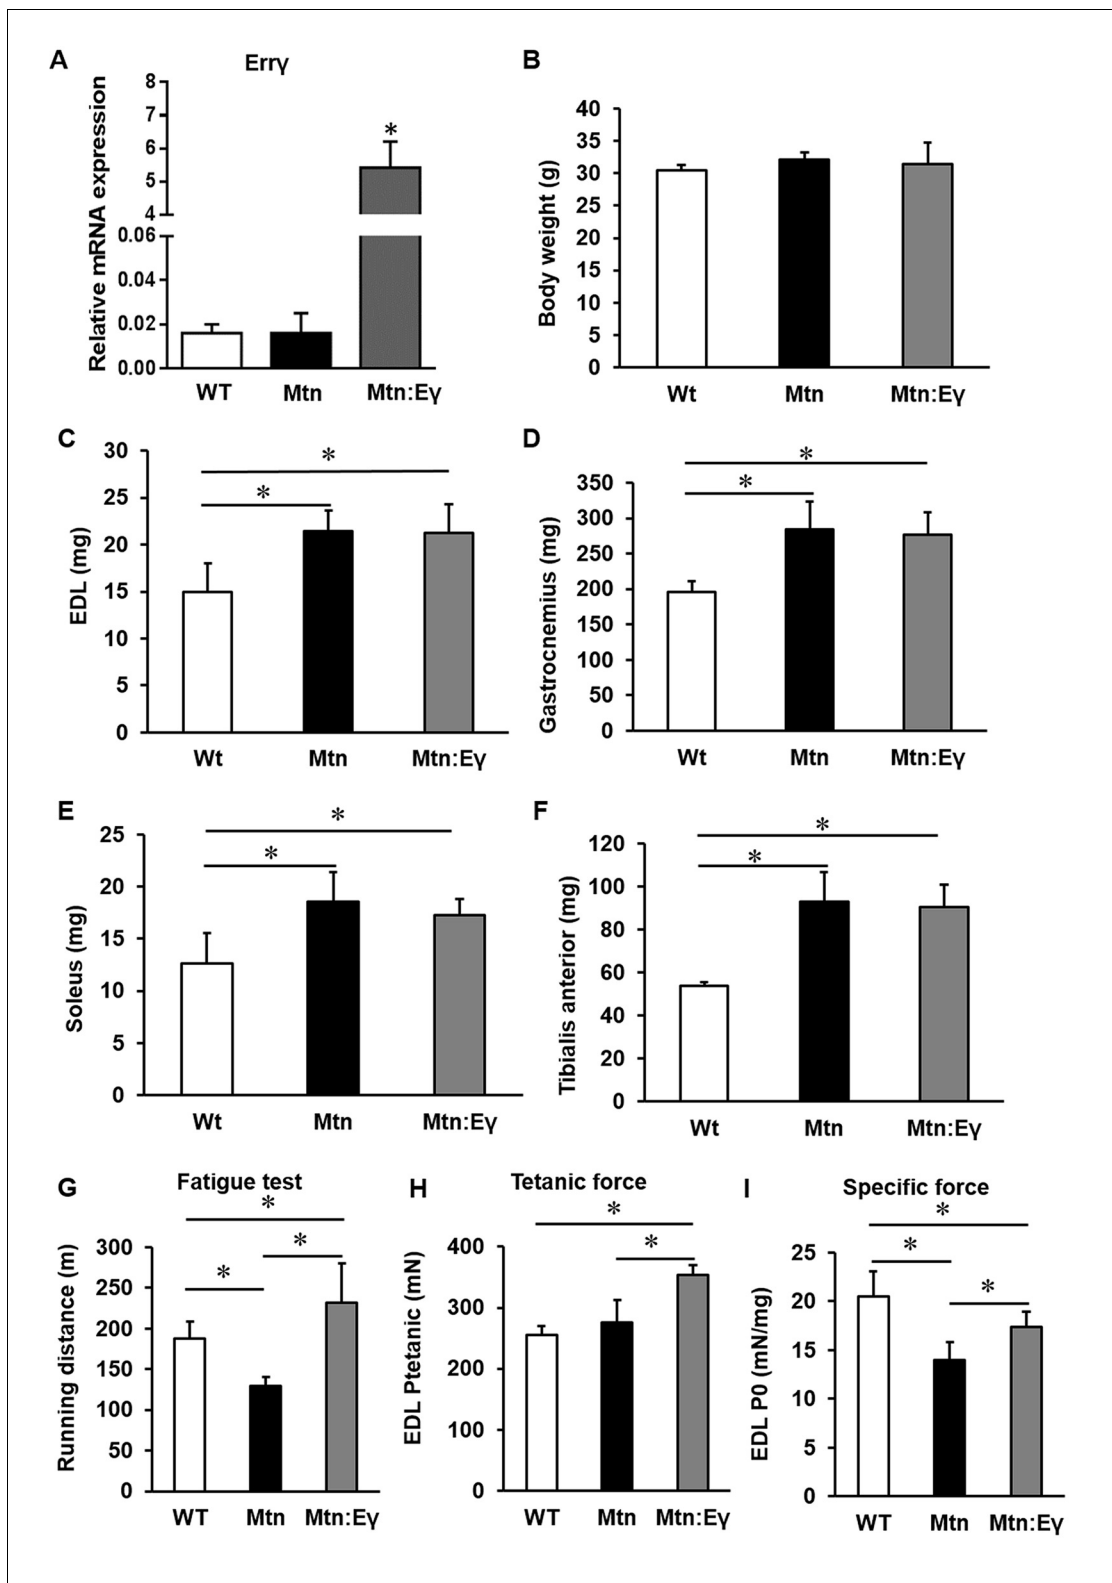 A
Errγ
Relative mRNA expression
8
7
6
5
4
0.06
0.04
0.02
0.00
*
WT Mtn Mtn:Eγ
B
Body weight (g)
40
35
30
25
20
15
10
5
0
Wt Mtn Mtn:Eγ
C
EDL (mg)
30
25
20
15
10
5
0
*
*
Wt Mtn Mtn:Eγ
D
Gastrocnemius (mg)
350
300
250
200
150
100
50
0
*
*
Wt Mtn Mtn:Eγ
E
Soleus (mg)
25
20
15
10
5
0
*
*
Wt Mtn Mtn:Eγ
F
Tibialis anterior (mg)
120
100
80
60
40
20
0
*
*
Wt Mtn Mtn:Eγ
G
Fatigue test
Running distance (m)
300
250
200
150
100
50
0
*
*
*
WT Mtn Mtn:Eγ
H
Tetanic force
EDL Ptetanic (mN)
400
300
200
100
0
*
*
WT Mtn Mtn:Eγ
I
Specific force
EDL P0 (mN/mg)
25
20
15
10
5
0
*
*
*
WT Mtn Mtn:Eγ